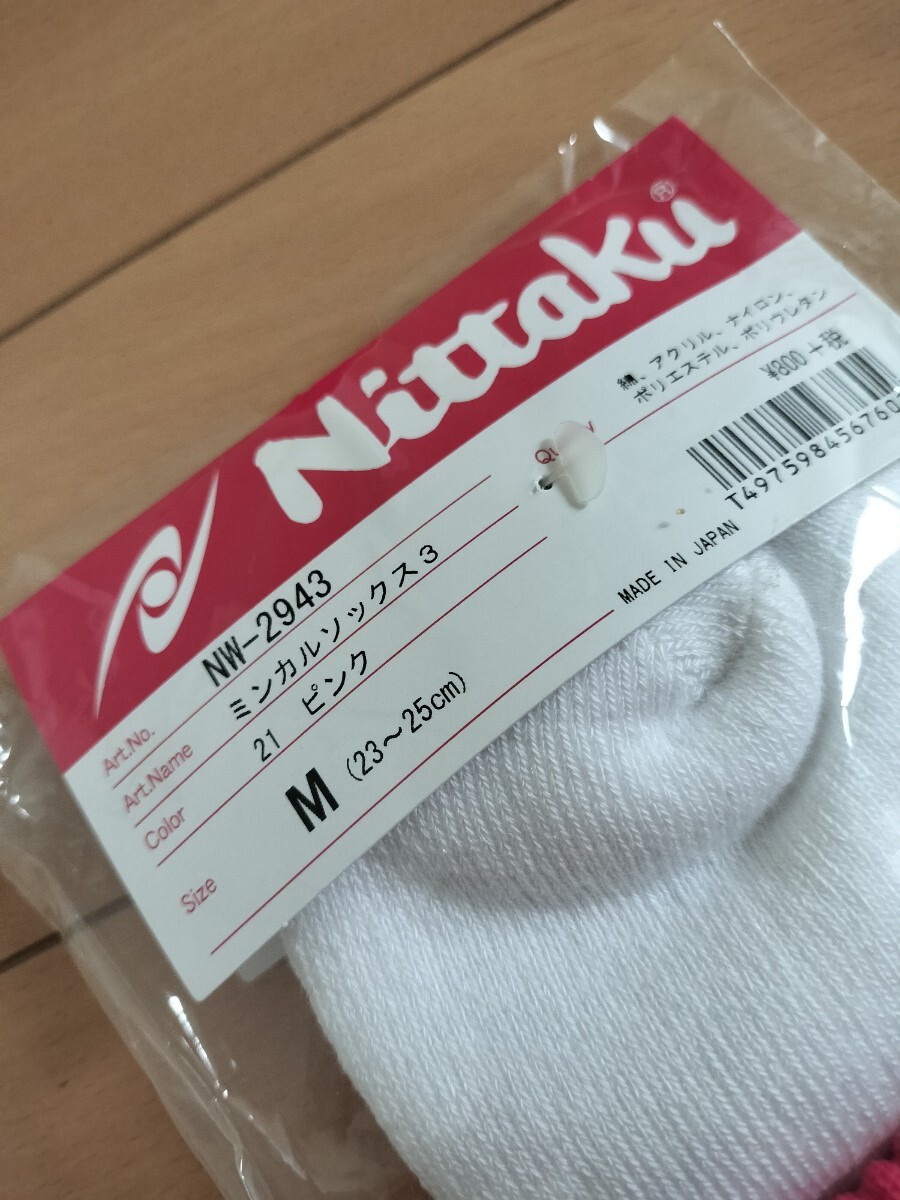 Nittaku®
Art.No. NW-2943
Art.Name ミンカルソックス3
Color 21 ピンク
Size M (23～25cm)
綿、アクリル、ナイロン、
ポリエステル、ポリウレタン
¥800+税
MADE IN JAPAN